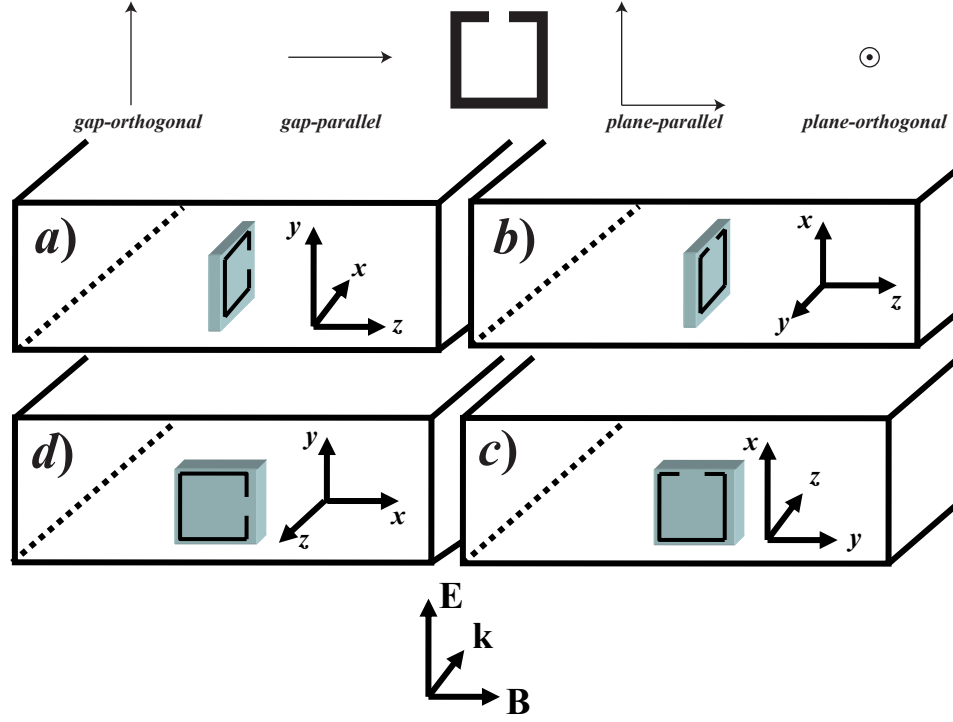 gap-orthogonal
gap-parallel
plane-parallel
plane-orthogonal
a)
y
x
z
b)
x
z
y
d)
y
x
z
c)
x
z
y
E
k
B